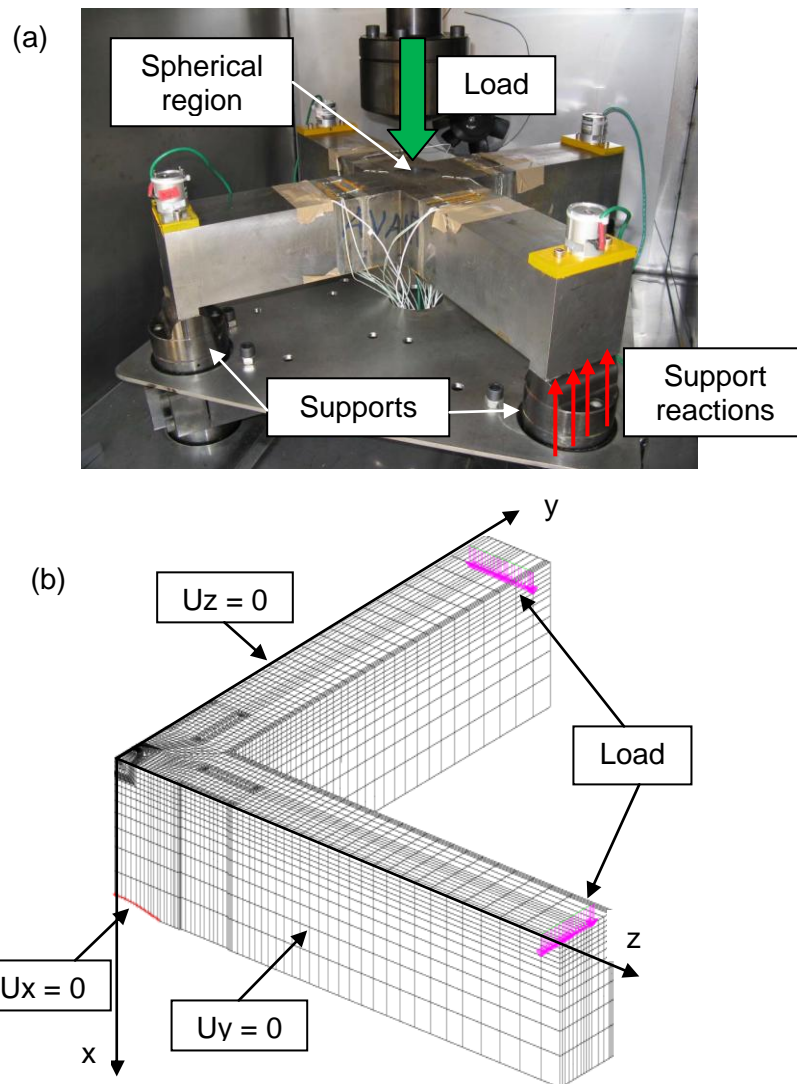 (a)
Spherical
region
Load
Supports
Support
reactions
(b)
y
Uz = 0
Load
z
Ux = 0
Uy = 0
x